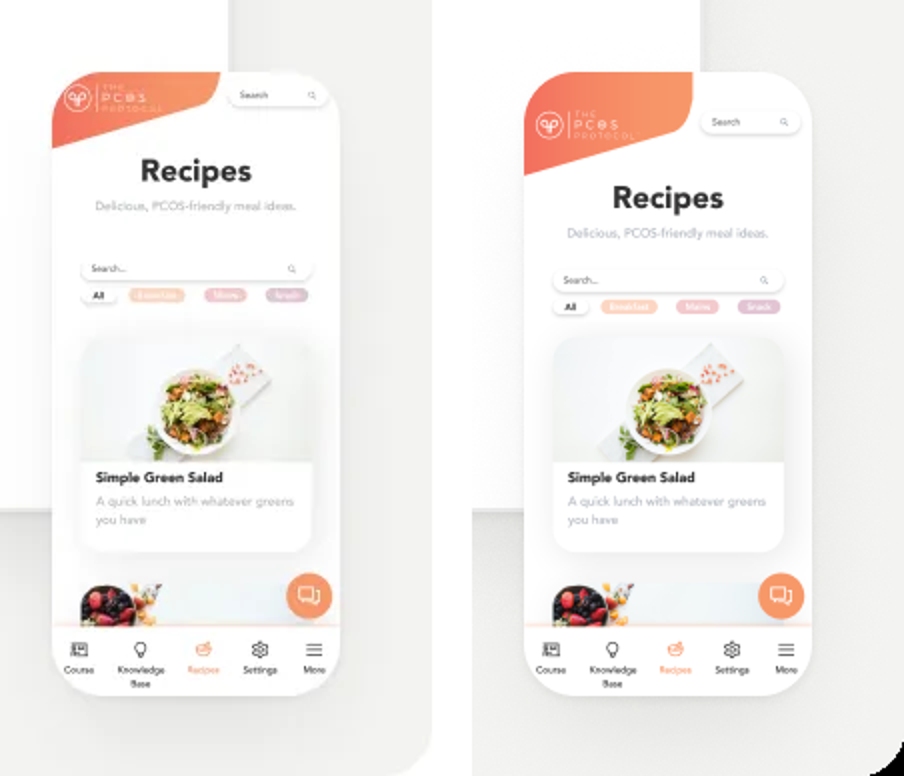 THE
PCOS
PROTOCOL
Search
Recipes
Delicious, PCOS-friendly meal ideas.
Search...
All Breakfast Mains Snack
Simple Green Salad
A quick lunch with whatever greens
you have
Course Knowledge Recipes Settings More
Base
THE
PCOS
PROTOCOL
Search
Recipes
Delicious, PCOS-friendly meal ideas.
Search...
All Breakfast Mains Snack
Simple Green Salad
A quick lunch with whatever greens
you have
Course Knowledge Recipes Settings More
Base